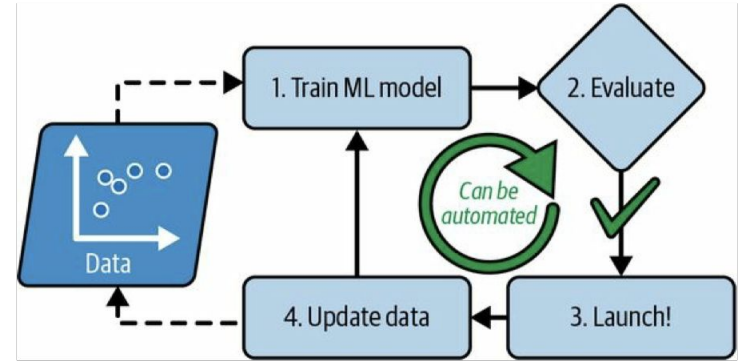 1. Train ML model
2. Evaluate
Can be
automated
Data
4. Update data
3. Launch!